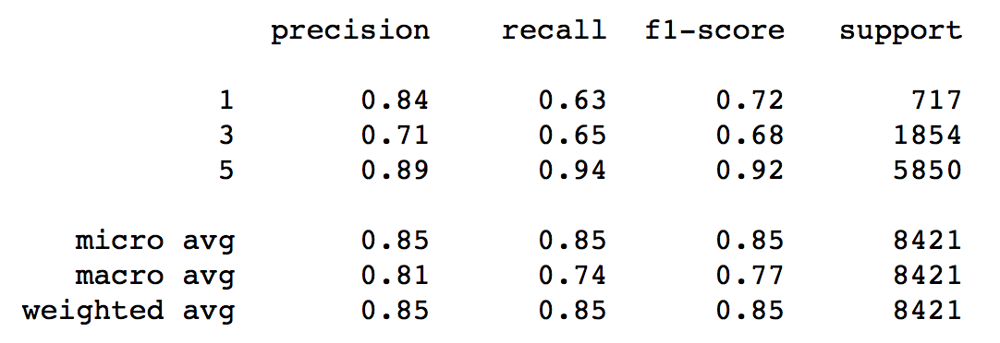 precision recall f1-score support
1 0.84 0.63 0.72 717
3 0.71 0.65 0.68 1854
5 0.89 0.94 0.92 5850
micro avg 0.85 0.85 0.85 8421
macro avg 0.81 0.74 0.77 8421
weighted avg 0.85 0.85 0.85 8421